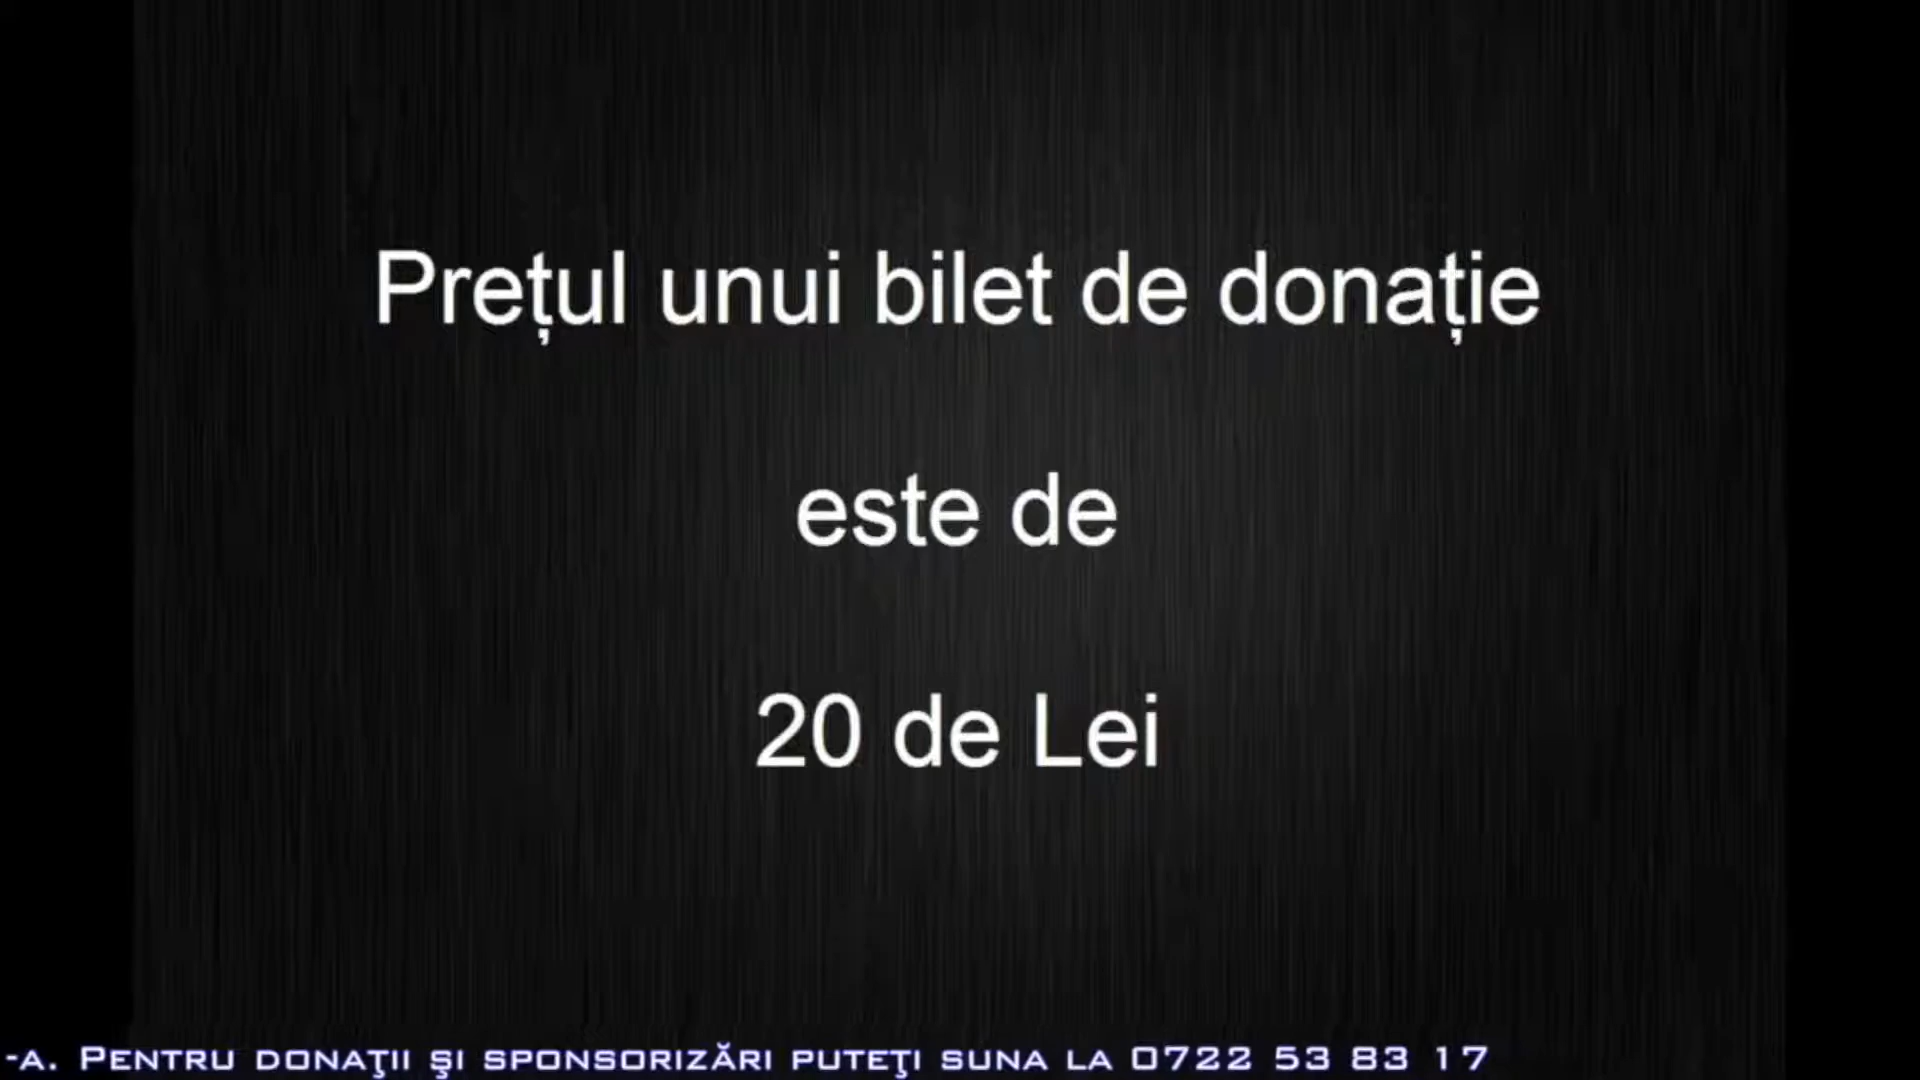 Prețul unui bilet de donație
este de
20 de Lei
-a. Pentru donaţii şi sponsorizări puteţi suna la 0722 53 83 17